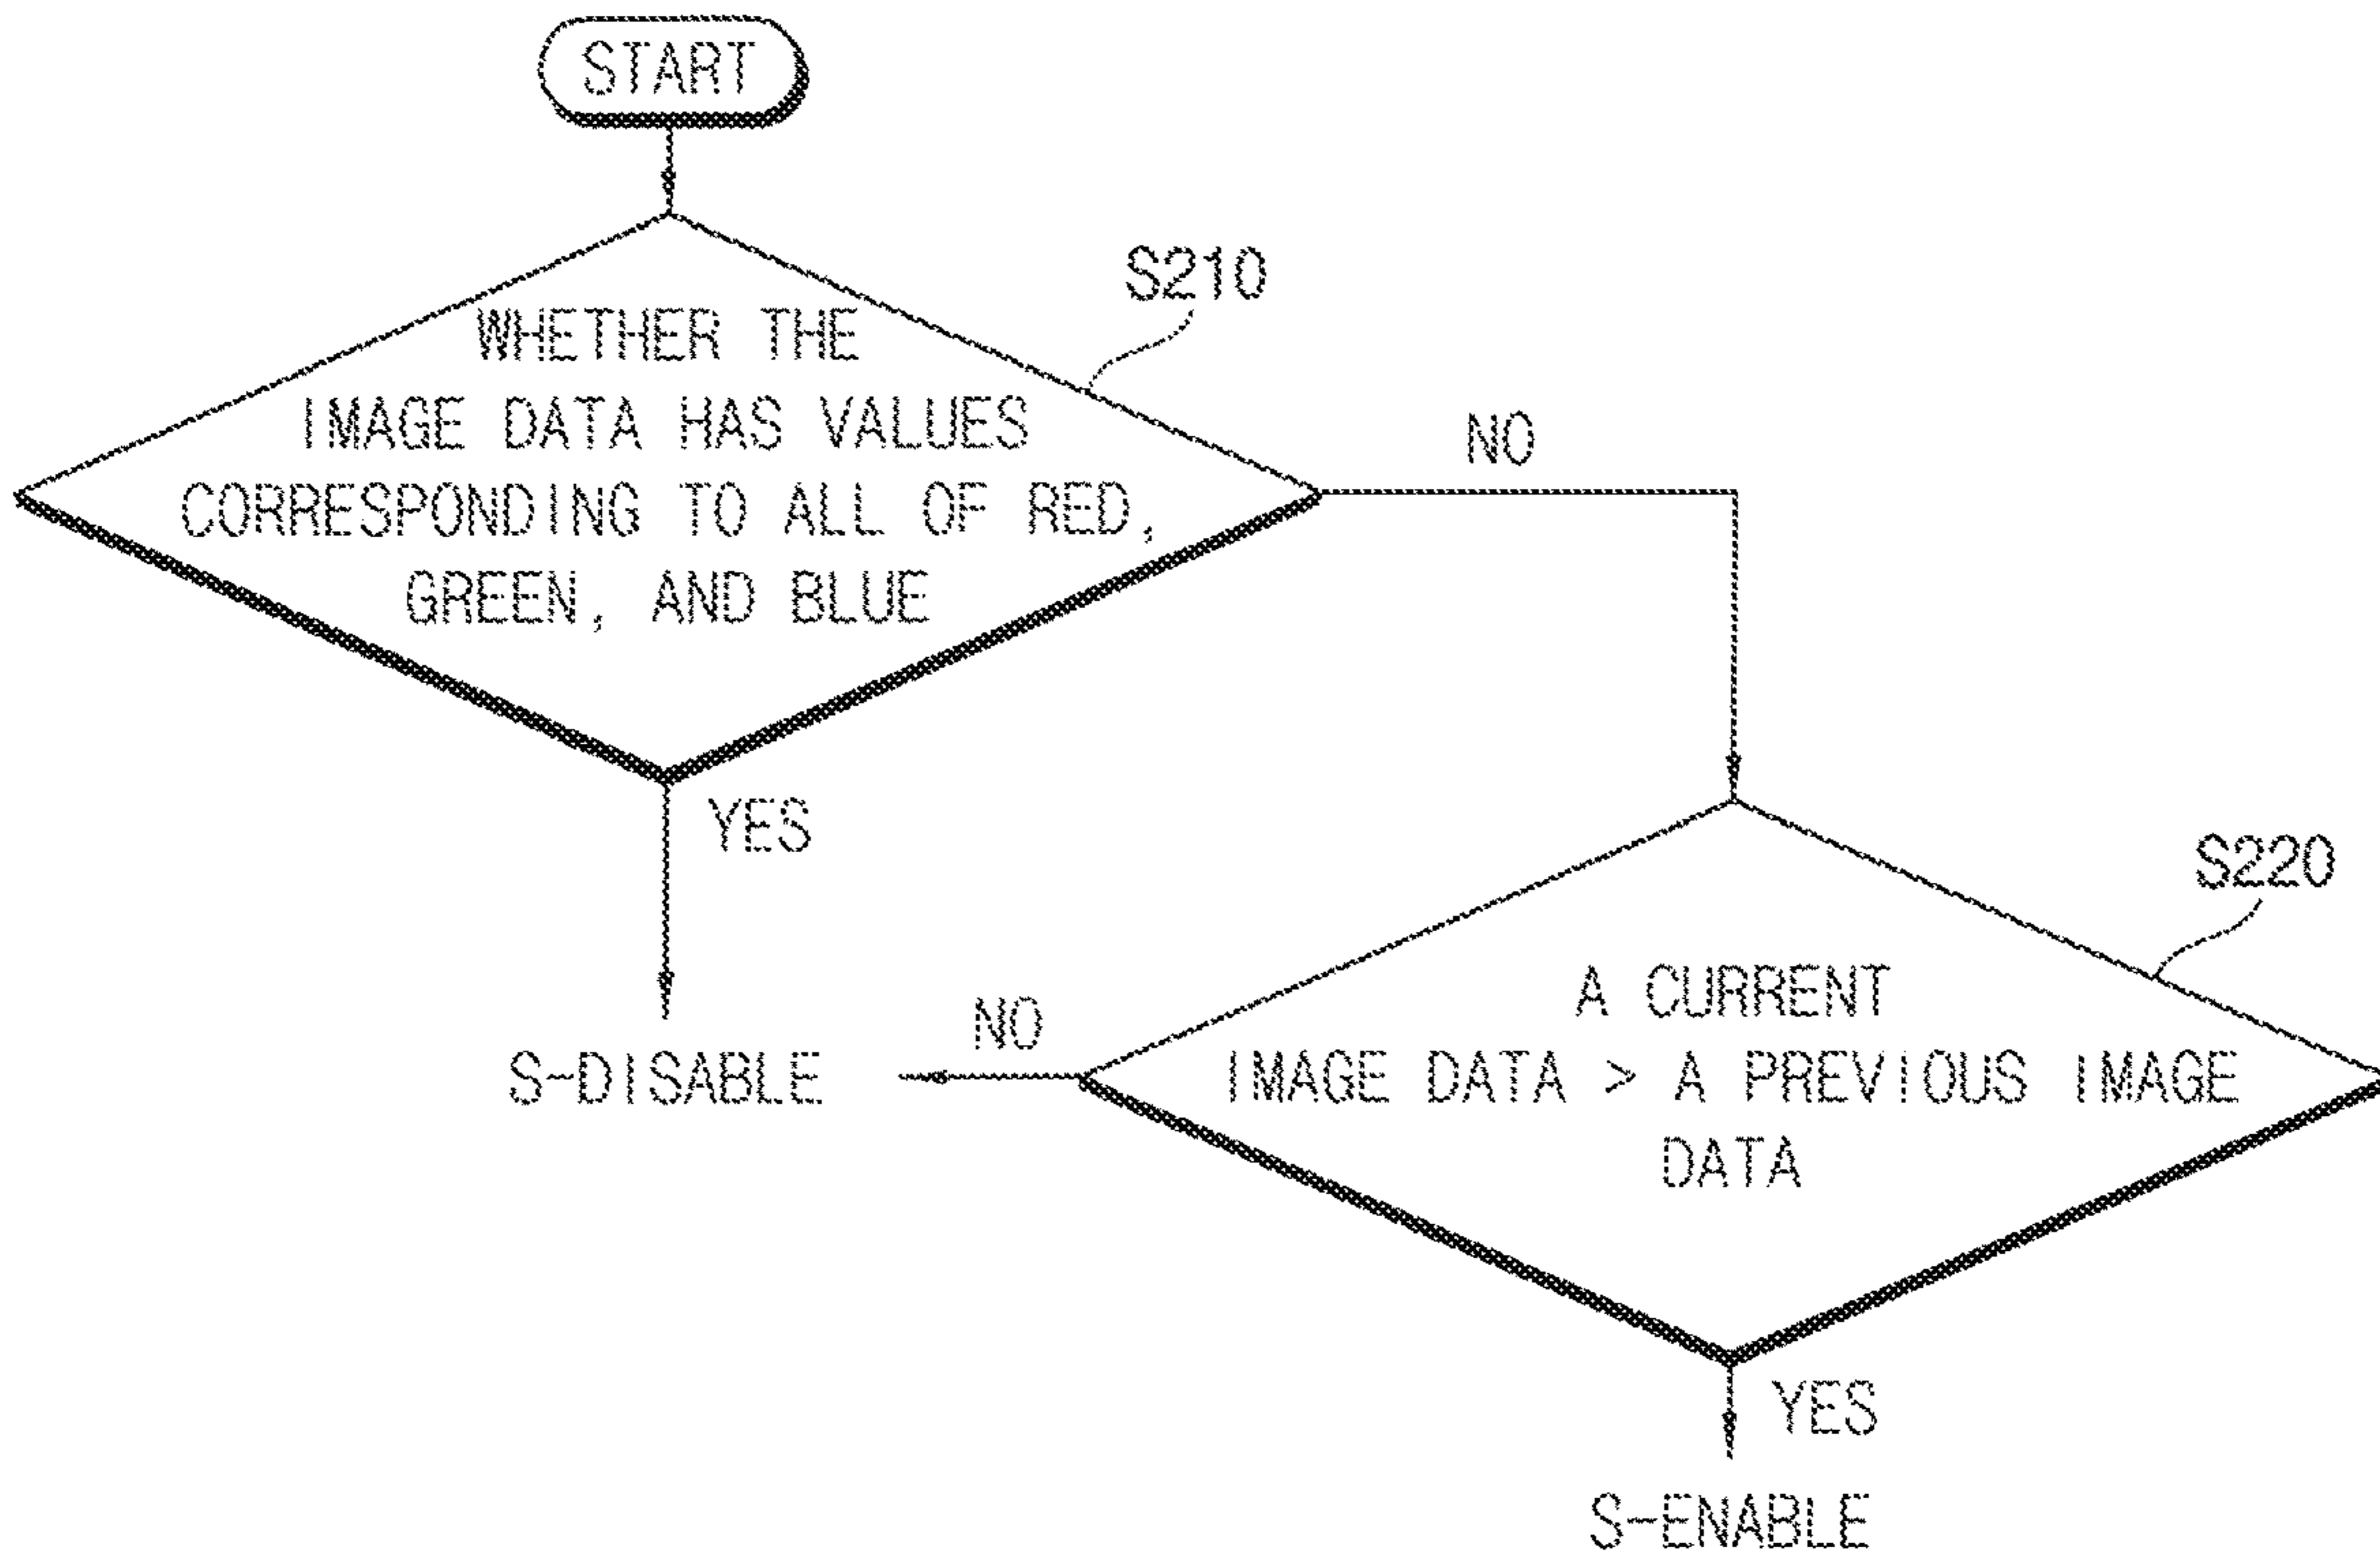 START
S210
WHETHER THE
IMAGE DATA HAS VALUES
CORRESPONDING TO ALL OF RED,
GREEN, AND BLUE
NO
YES
S220
A CURRENT
IMAGE DATA > A PREVIOUS IMAGE
DATA
NO
S-DISABLE
YES
S-ENABLE